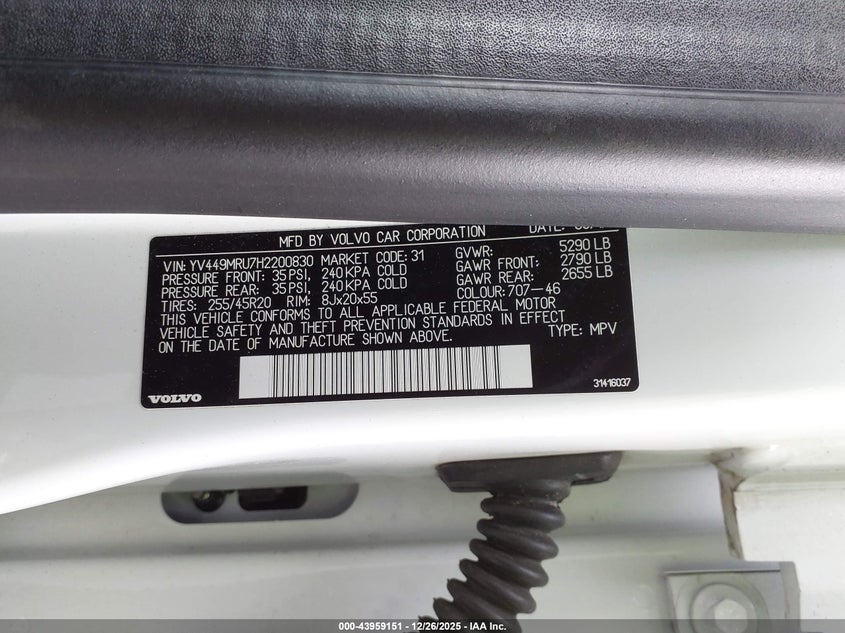 MFD BY VOLVO CAR CORPORATION DATE:
VIN: YV449MRU7H2200830 MARKET CODE: 31 GVWR: 5290 LB
PRESSURE FRONT: 35 PSI, 240 KPA COLD GAWR FRONT: 2790 LB
PRESSURE REAR: 35 PSI, 240 KPA COLD GAWR REAR: 2655 LB
TIRES: 255/45R20 RIM: 8Jx20x55 COLOUR: 707-46
THIS VEHICLE CONFORMS TO ALL APPLICABLE FEDERAL MOTOR
VEHICLE SAFETY AND THEFT PREVENTION STANDARDS IN EFFECT
ON THE DATE OF MANUFACTURE SHOWN ABOVE. TYPE: MPV
VOLVO 31416037
000-43959151 - 12/26/2025 - IAA Inc.